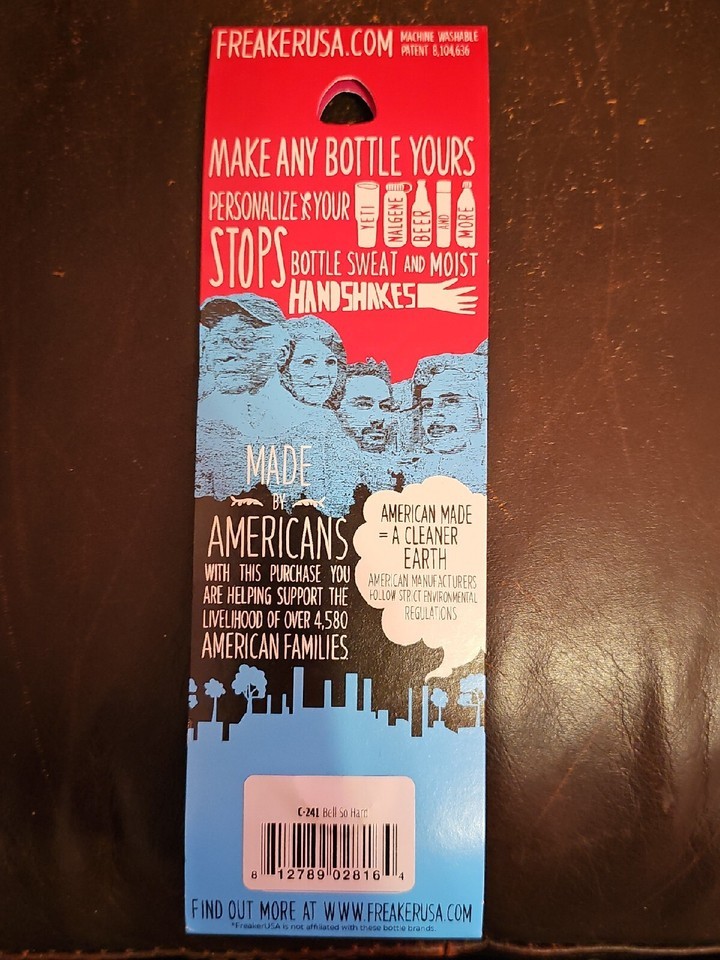 FREAKERUSA.COM
MACHINE WASHABLE
PATENT 8,104,636
MAKE ANY BOTTLE YOURS
PERSONALIZE YOUR
YETI
NALGENE
BEER
AND
MORE
STOPS BOTTLE SWEAT AND MOIST
HANDSHAKES
MADE
BY
AMERICANS
WITH THIS PURCHASE YOU
ARE HELPING SUPPORT THE
LIVELIHOOD OF OVER 4,580
AMERICAN FAMILIES.
AMERICAN MADE
= A CLEANER
EARTH
AMERICAN MANUFACTURERS
FOLLOW STRICT ENVIRONMENTAL
REGULATIONS
C-241 Bell So Hard
8 12789 02816 4
FIND OUT MORE AT WWW.FREAKERUSA.COM
*FreakerUSA is not affiliated with these bottle brands.